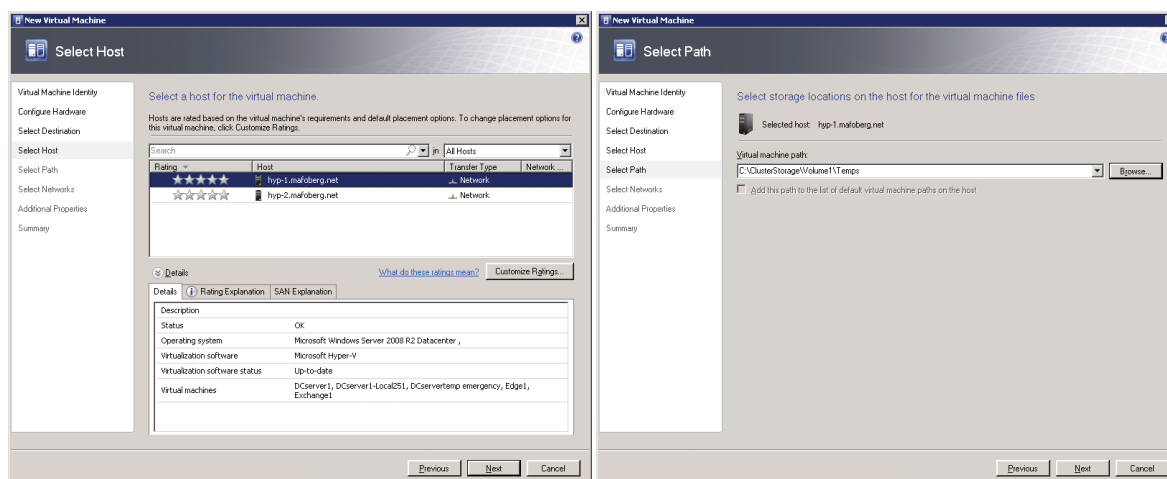 New Virtual Machine
Select Host
Virtual Machine Identity
Configure Hardware
Select Destination
Select Host
Select Path
Select Networks
Additional Properties
Summary
Select a host for the virtual machine.
Hosts are rated based on the virtual machine's requirements and default placement options. To change placement options for
this virtual machine, click Customize Ratings.
Search in All Hosts
Rating Host Transfer Type Network ...
hyp-1.mafoberg.net Network
hyp-2.mafoberg.net Network
Details What do these ratings mean? Customize Ratings...
Details Rating Explanation SAN Explanation
Description
Status OK
Operating system Microsoft Windows Server 2008 R2 Datacenter ,
Virtualization software Microsoft Hyper-V
Virtualization software status Up-to-date
Virtual machines DCserver1, DCserver1-Local251, DCservertemp emergency, Edge1,
Exchange1
Previous Next Cancel
New Virtual Machine
Select Path
Virtual Machine Identity
Configure Hardware
Select Destination
Select Host
Select Path
Select Networks
Additional Properties
Summary
Select storage locations on the host for the virtual machine files
Selected host: hyp-1.mafoberg.net
Virtual machine path:
C:\ClusterStorage\Volume1\Temps Browse...
Add this path to the list of default virtual machine paths on the host
Previous Next Cancel